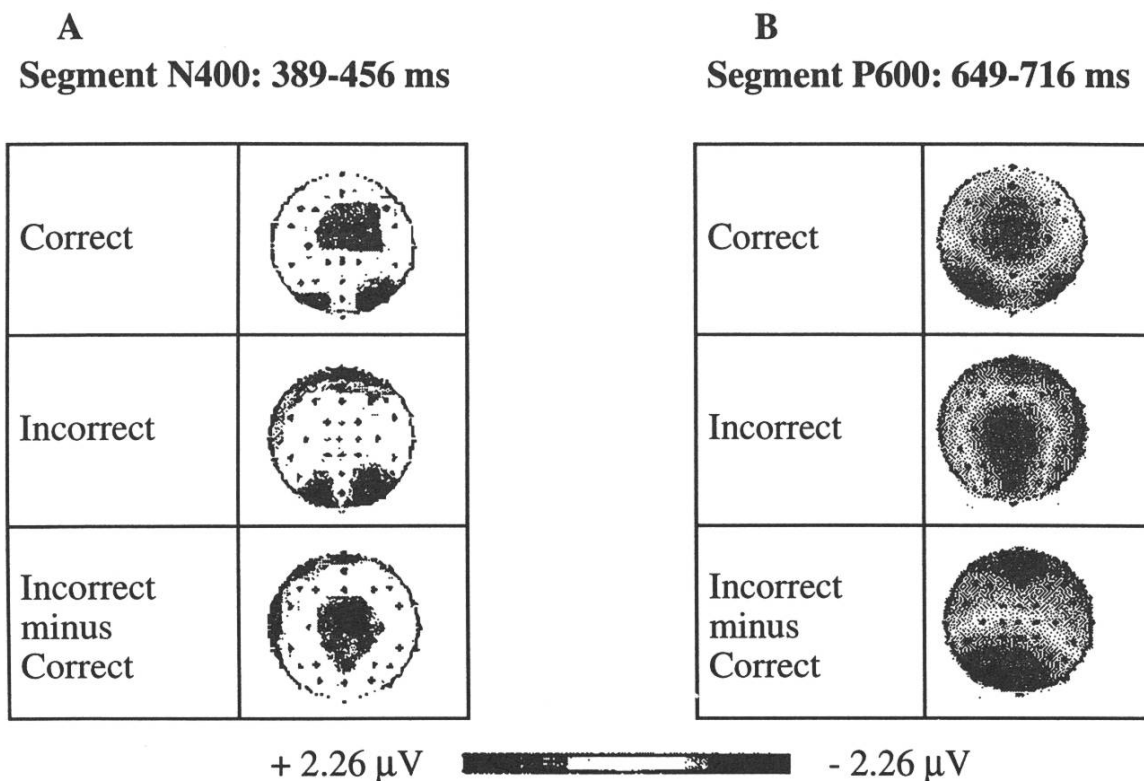 A
Segment N400: 389-456 ms
Correct
Incorrect
Incorrect
minus
Correct
B
Segment P600: 649-716 ms
Correct
Incorrect
Incorrect
minus
Correct
+ 2.26 μV
- 2.26 μV